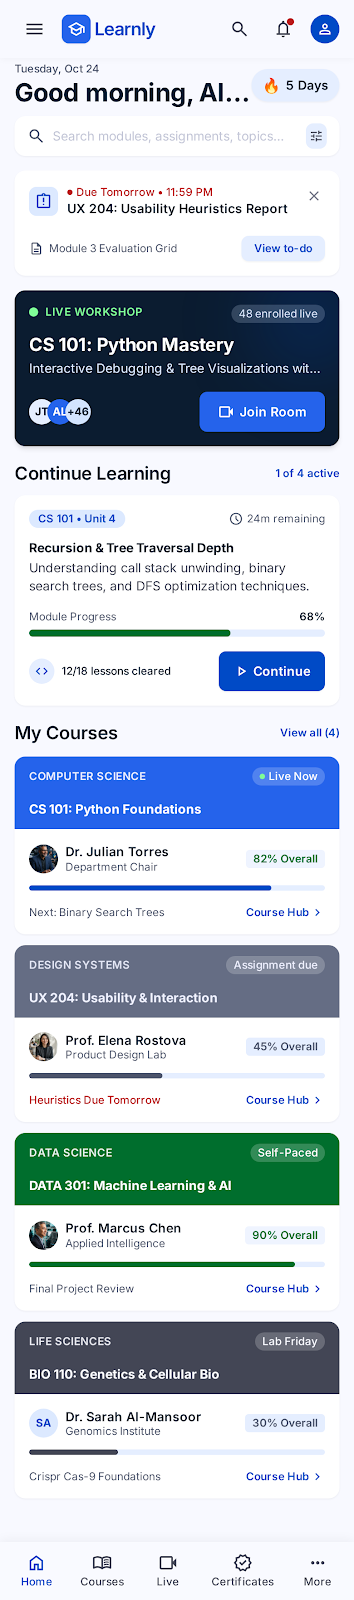 Learnly
Tuesday, Oct 24
Good morning, Al...
🔥 5 Days
Search modules, assignments, topics...
Due Tomorrow • 11:59 PM
UX 204: Usability Heuristics Report
Module 3 Evaluation Grid
View to-do
LIVE WORKSHOP
48 enrolled live
CS 101: Python Mastery
Interactive Debugging & Tree Visualizations wit...
JT AL +46
Join Room
Continue Learning
1 of 4 active
CS 101 • Unit 4
24m remaining
Recursion & Tree Traversal Depth
Understanding call stack unwinding, binary
search trees, and DFS optimization techniques.
Module Progress
68%
12/18 lessons cleared
Continue
My Courses
View all (4)
COMPUTER SCIENCE
Live Now
CS 101: Python Foundations
Dr. Julian Torres
Department Chair
82% Overall
Next: Binary Search Trees
Course Hub
DESIGN SYSTEMS
Assignment due
UX 204: Usability & Interaction
Prof. Elena Rostova
Product Design Lab
45% Overall
Heuristics Due Tomorrow
Course Hub
DATA SCIENCE
Self-Paced
DATA 301: Machine Learning & AI
Prof. Marcus Chen
Applied Intelligence
90% Overall
Final Project Review
Course Hub
LIFE SCIENCES
Lab Friday
BIO 110: Genetics & Cellular Bio
SA
Dr. Sarah Al-Mansoor
Genomics Institute
30% Overall
Crispr Cas-9 Foundations
Course Hub
Home
Courses
Live
Certificates
More